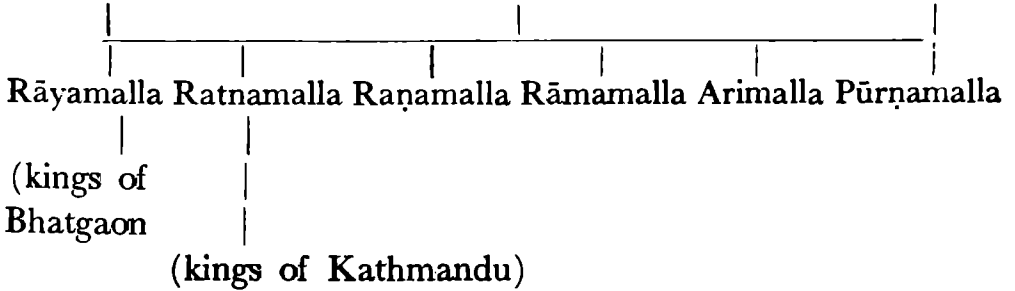 Rāyamalla Ratnamalla Raṇamalla Rāmamalla Arimalla Pūrṇamalla
(kings of
Bhatgaon
(kings of Kathmandu)